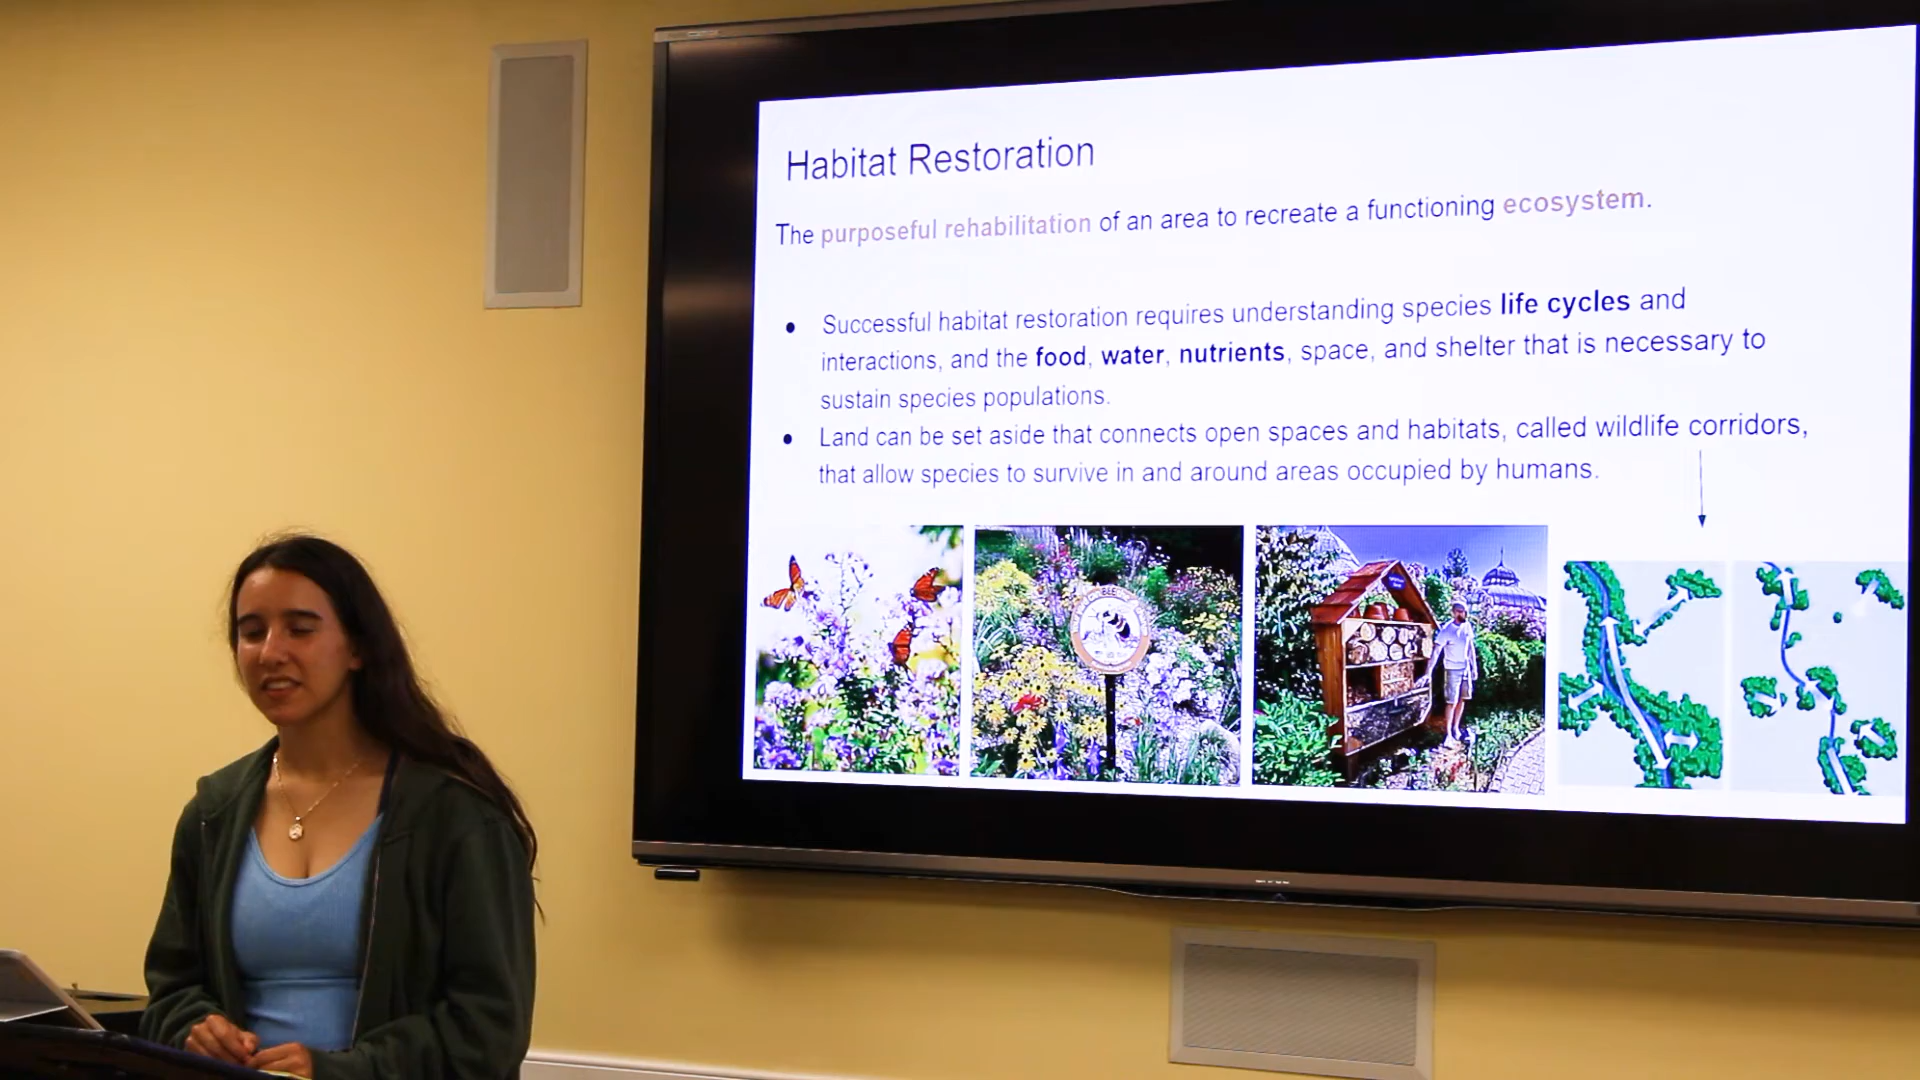 Habitat Restoration
The purposeful rehabilitation of an area to recreate a functioning ecosystem.
● Successful habitat restoration requires understanding species life cycles and
interactions, and the food, water, nutrients, space, and shelter that is necessary to
sustain species populations.
● Land can be set aside that connects open spaces and habitats, called wildlife corridors,
that allow species to survive in and around areas occupied by humans.